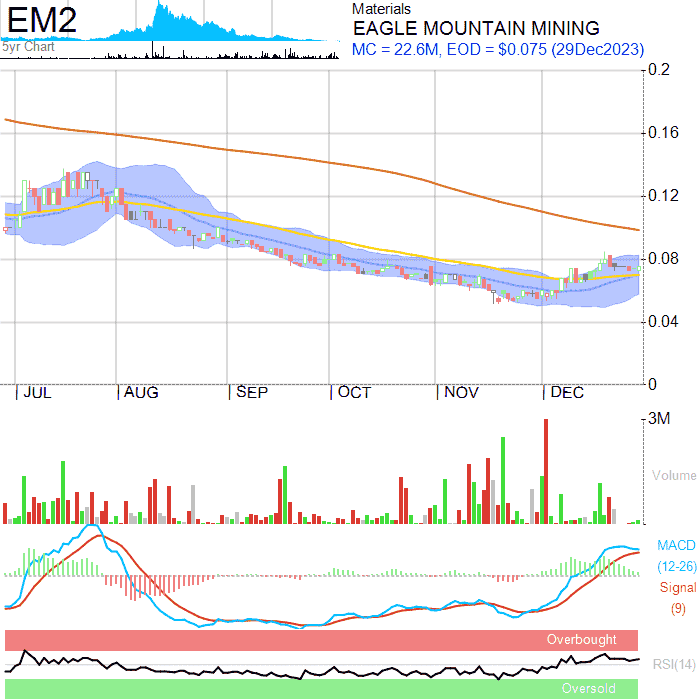 EM2
5yr Chart
Materials
EAGLE MOUNTAIN MINING
MC = 22.6M, EOD = $0.075 (29Dec2023)
0.2
0.16
0.12
0.08
0.04
0
JUL AUG SEP OCT NOV DEC
3M
Volume
MACD
(12-26)
Signal
(9)
Overbought
RSI(14)
Oversold